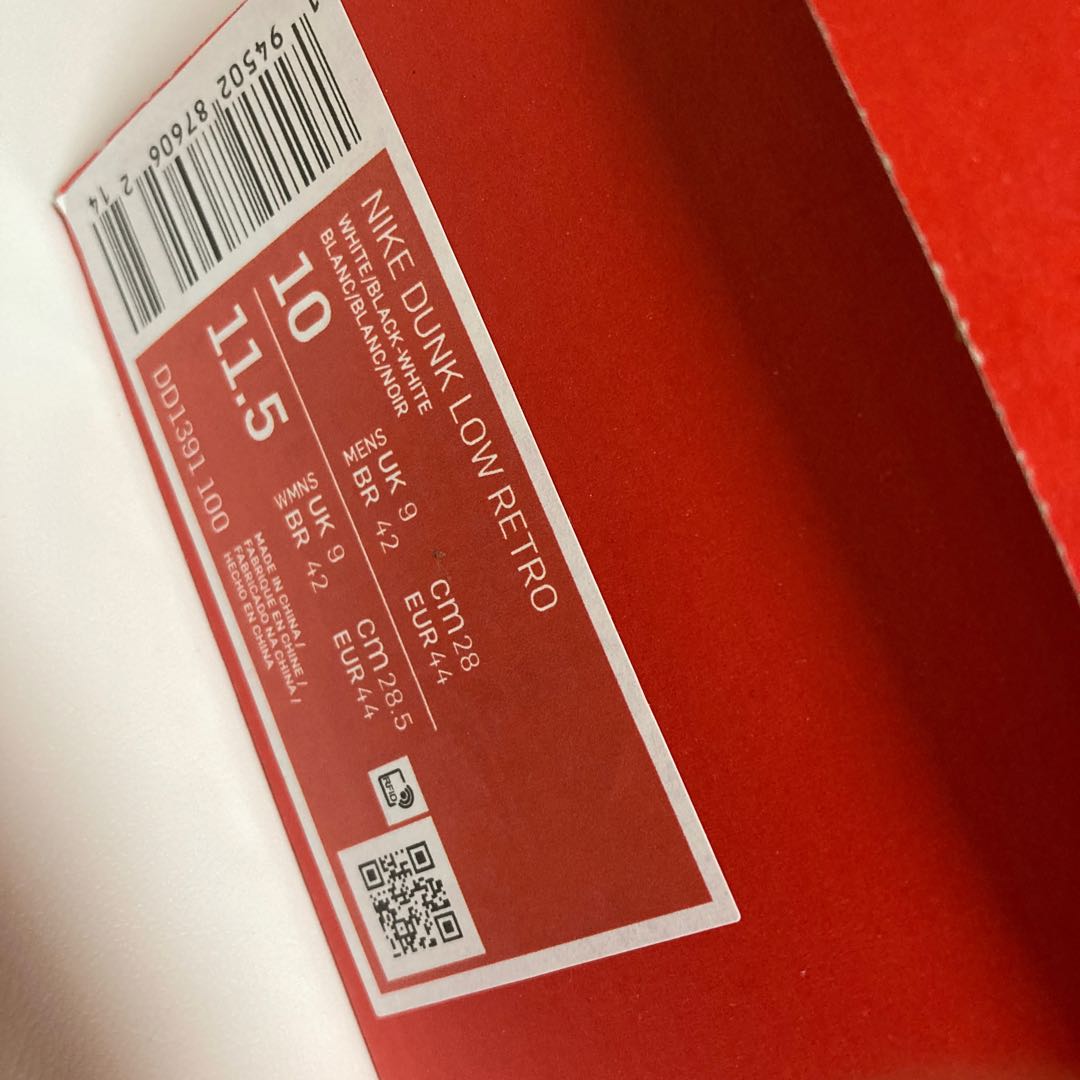 1 94502 87606 2 14
NIKE DUNK LOW RETRO
WHITE/BLACK-WHITE
BLANC/BLANC/NOIR
10 MENS UK 9 cm 28
BR 42 EUR 44
11.5 WMNS UK 9 cm 28.5
BR 42 EUR 44
DD1391 100
MADE IN CHINA /
FABRIQUE EN CHINE /
FABRICADO NA CHINA /
HECHO EN CHINA
RFID